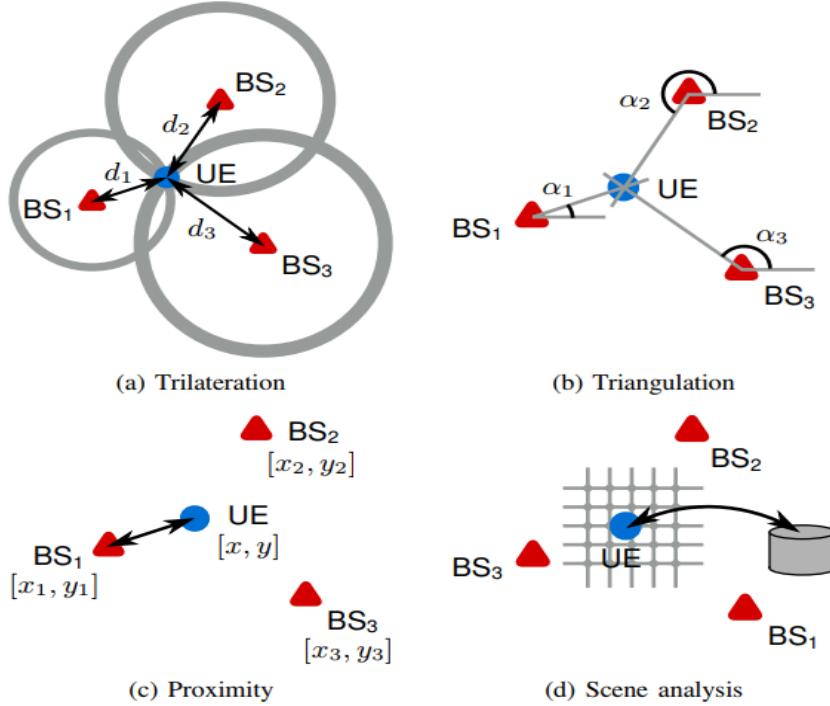 BS₂
d₂
d₁
UE
BS₁
d₃
BS₃
(a) Trilateration
α₂
BS₂
α₁
UE
BS₁
α₃
BS₃
(b) Triangulation
BS₂
[x₂, y₂]
UE
[x, y]
BS₁
[x₁, y₁]
BS₃
[x₃, y₃]
(c) Proximity
BS₂
UE
BS₃
BS₁
(d) Scene analysis